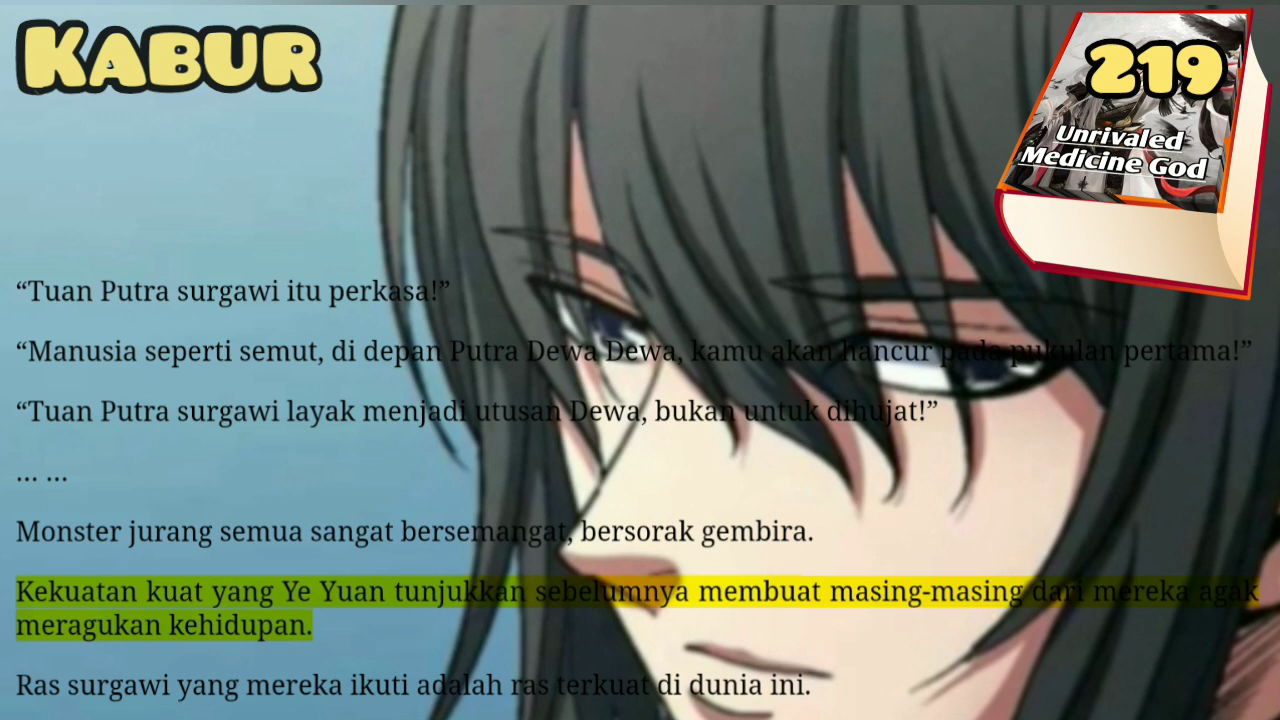 KABUR
219
Unrivaled
Medicine God
“Tuan Putra surgawi itu perkasa!”
“Manusia seperti semut, di depan Putra Dewa Dewa, kamu akan hancur pada pukulan pertama!”
“Tuan Putra surgawi layak menjadi utusan Dewa, bukan untuk dihujat!”
... ...
Monster jurang semua sangat bersemangat, bersorak gembira.
Kekuatan kuat yang Ye Yuan tunjukkan sebelumnya membuat masing-masing dari mereka agak
meragukan kehidupan.
Ras surgawi yang mereka ikuti adalah ras terkuat di dunia ini.